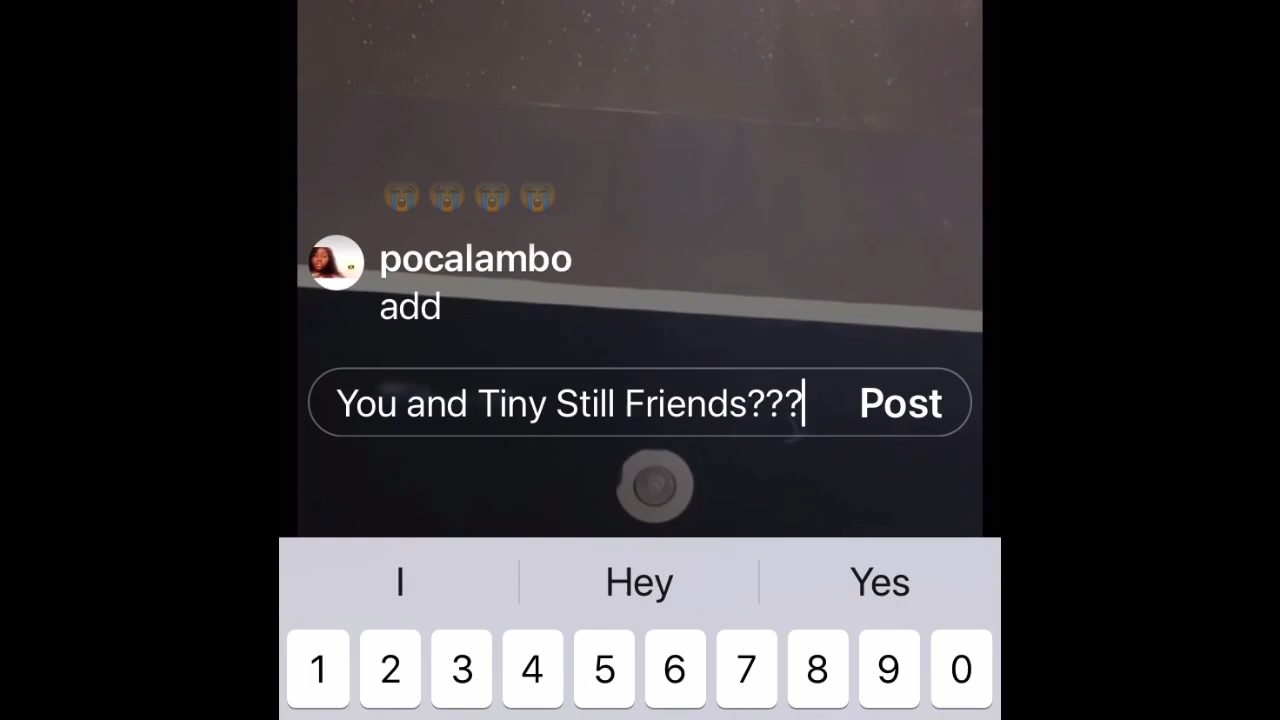 😭😭😭😭
pocalambo
add
You and Tiny Still Friends???
Post
I Hey Yes
1 2 3 4 5 6 7 8 9 0